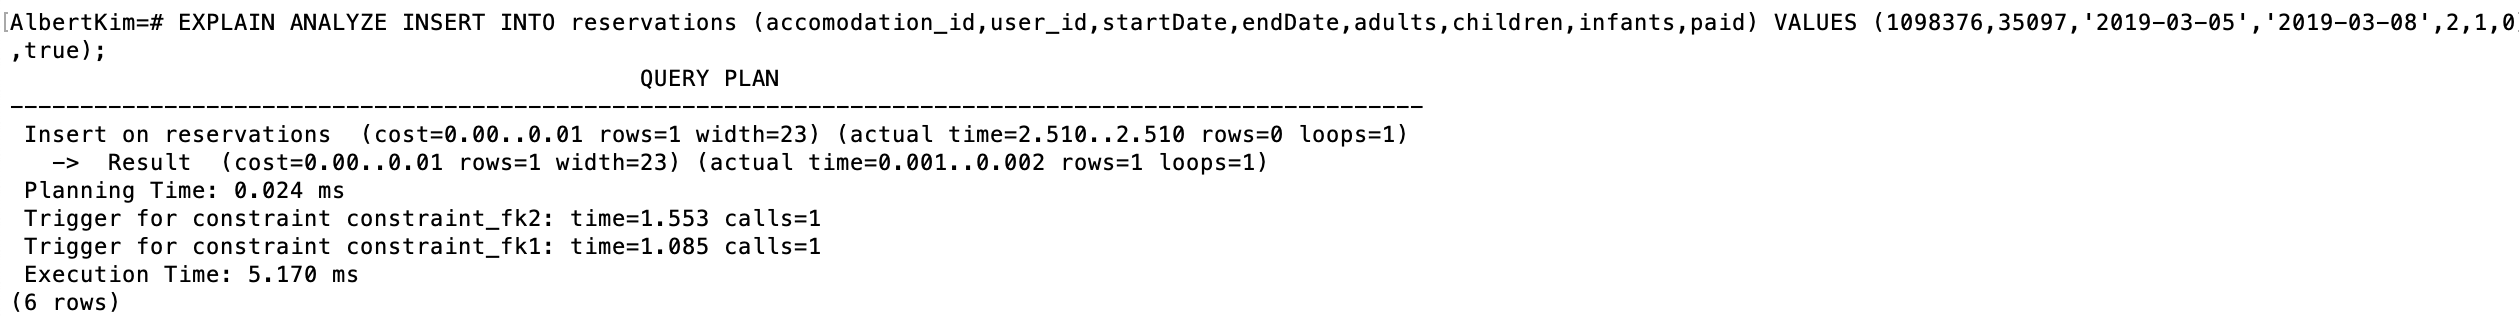 [AlbertKim=# EXPLAIN ANALYZE INSERT INTO reservations (accomodation_id,user_id,startDate,endDate,adults,children,infants,paid) VALUES (1098376,35097,'2019-03-05','2019-03-08',2,1,0
,true);
QUERY PLAN
-----------------------------------------------------------------------------------------------------
Insert on reservations  (cost=0.00..0.01 rows=1 width=23) (actual time=2.510..2.510 rows=0 loops=1)
->  Result  (cost=0.00..0.01 rows=1 width=23) (actual time=0.001..0.002 rows=1 loops=1)
Planning Time: 0.024 ms
Trigger for constraint constraint_fk2: time=1.553 calls=1
Trigger for constraint constraint_fk1: time=1.085 calls=1
Execution Time: 5.170 ms
(6 rows)